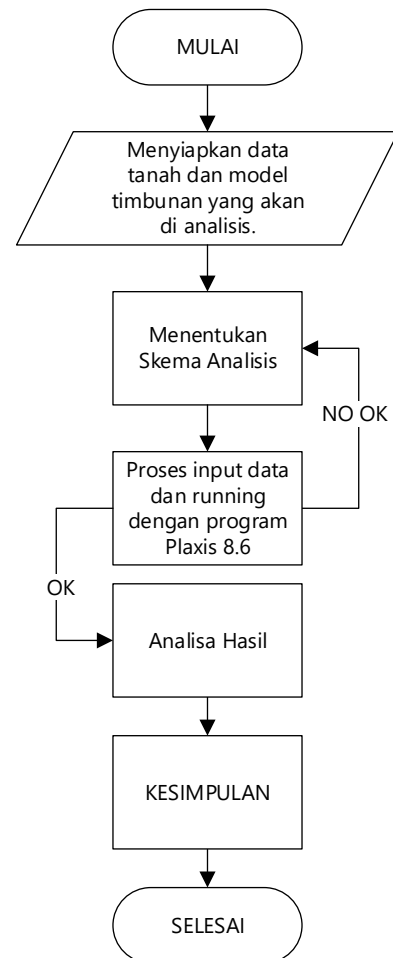 MULAI
Menyiapkan data
tanah dan model
timbunan yang akan
di analisis.
Menentukan
Skema Analisis
NO OK
Proses input data
dan running
dengan program
Plaxis 8.6
OK
Analisa Hasil
KESIMPULAN
SELESAI